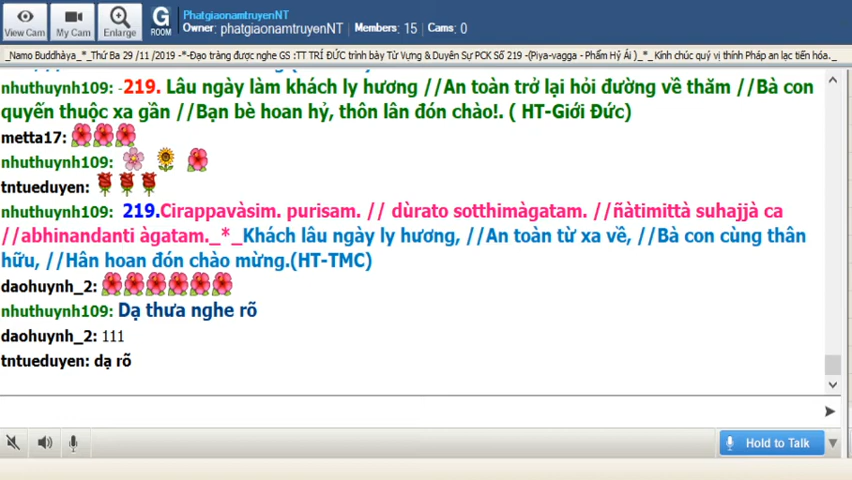 PhatgiaonamtruyenNT
Owner: phatgiaonamtruyenNT Members: 15 Cams: 0
View Cam My Cam Enlarge G ROOM
_Namo Buddhàya_*_Thứ Ba 29 /11 /2019 -*-Đạo tràng được nghe GS :TT TRÍ ĐỨC trình bày Từ Vựng & Duyên Sự PCK Số 219 -(Piya-vagga - Phẩm Hỷ Ái )_*_Kính chúc quý vị thính Pháp an lạc tiến hóa._
nhuthuynh109: -219. Lâu ngày làm khách ly hương //An toàn trở lại hỏi đường về thăm //Bà con
quyến thuộc xa gần //Bạn bè hoan hỷ, thôn lân đón chào!. ( HT-Giới Đức)
metta17:
nhuthuynh109:
tntueduyen:
nhuthuynh109: 219.Cirappavàsim. purisam. // dùrato sotthimàgatam. //ñàtimittà suhajjà ca
//abhinandanti àgatam._*_Khách lâu ngày ly hương, //An toàn từ xa về, //Bà con cùng thân
hữu, //Hân hoan đón chào mừng.(HT-TMC)
daohuynh_2:
nhuthuynh109: Dạ thưa nghe rõ
daohuynh_2: 111
tntueduyen: dạ rõ
Hold to Talk